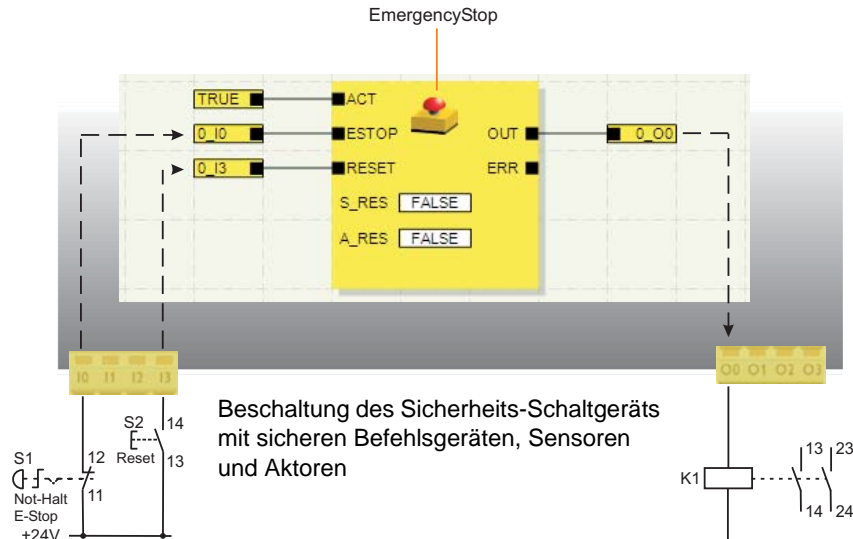 EmergencyStop
TRUE
ACT
0_I0
ESTOP
OUT
0_O0
0_I3
RESET
ERR
S_RES FALSE
A_RES FALSE
I0 I1 I2 I3
O0 O1 O2 O3
Beschaltung des Sicherheits-Schaltgeräts
mit sicheren Befehlsgeräten, Sensoren
und Aktoren
S2
14
Reset
13
S1
12
11
Not-Halt
E-Stop
+24V
K1
13 23
14 24